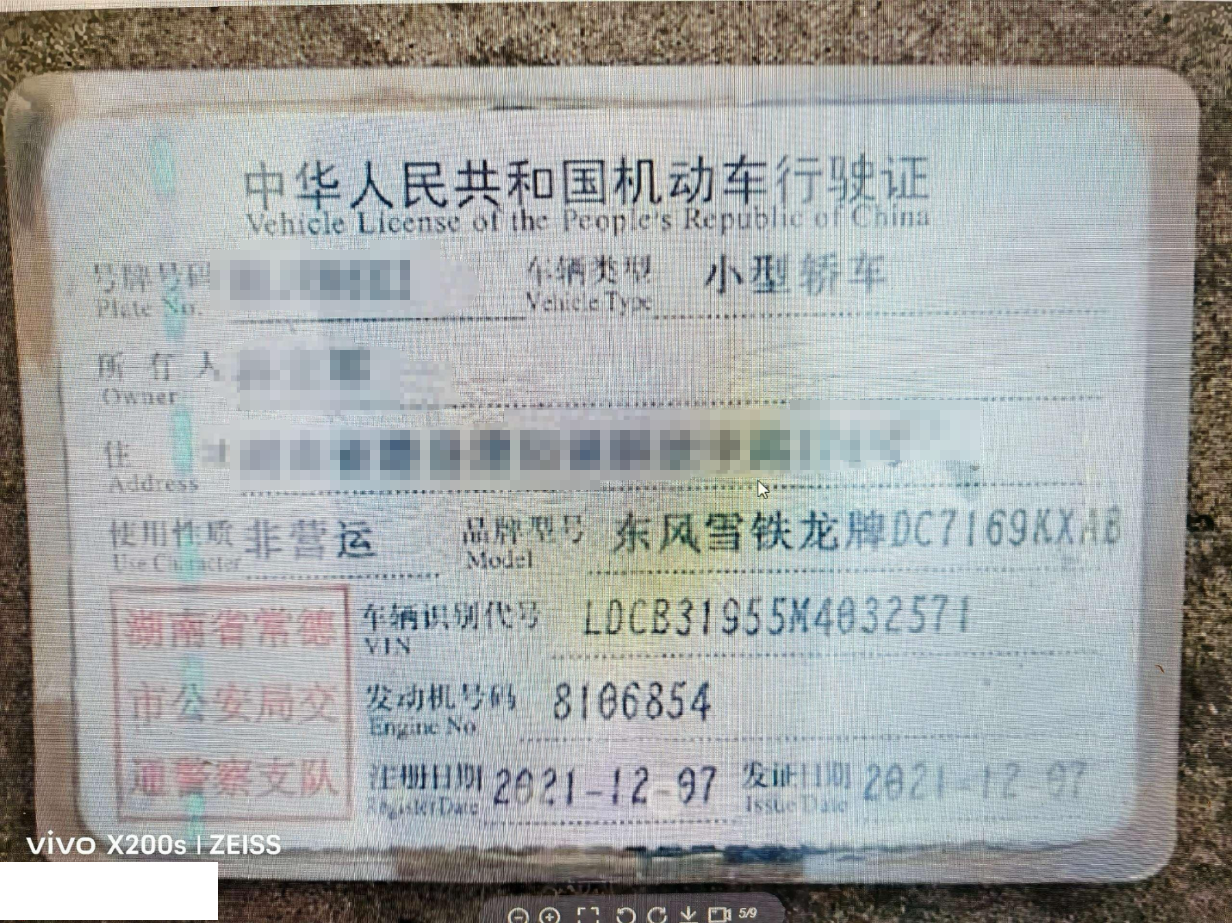 中华人民共和国机动车行驶证
Vehicle License of the People's Republic of China
号牌号码 车辆类型 小型轿车
Plate No. Vehicle Type
所有人
Owner
住址
Address
使用性质 非营运 品牌型号 东风雪铁龙牌DC7169KXAB
Use Character Model
湖南省常德 车辆识别代号 LDCB31955M4032571
VIN
市公安局交 发动机号码 8106854
Engine No.
通警察支队 注册日期 2021-12-07 发证日期 2021-12-07
Register Date Issue Date
vivo X200s | ZEISS
5/9